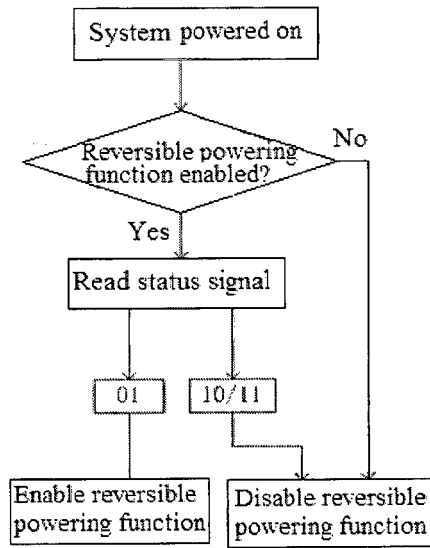 System powered on
Reversible powering
function enabled?
No
Yes
Read status signal
01
10/11
Enable reversible
powering function
Disable reversible
powering function